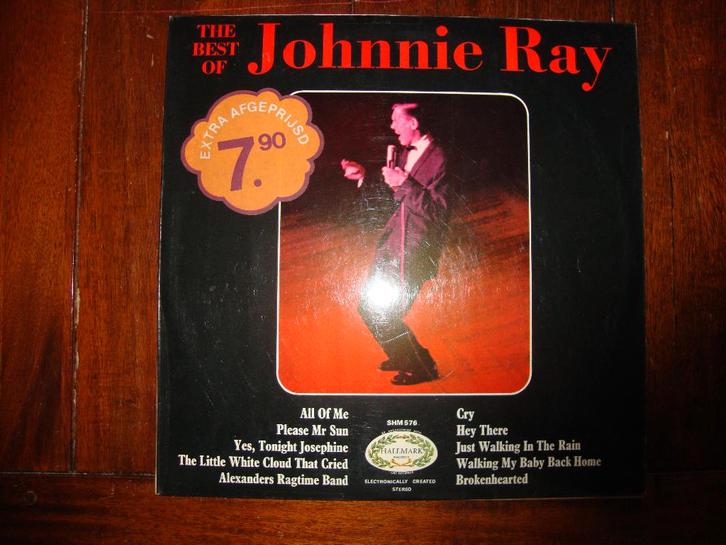 THE
BEST
OF
Johnnie Ray
EXTRA AFGEPRIJSD
7.90
All Of Me
Please Mr Sun
Yes, Tonight Josephine
The Little White Cloud That Cried
Alexanders Ragtime Band
SHM 576
HALLMARK
ELECTRONICALLY CREATED
STEREO
Cry
Hey There
Just Walking In The Rain
Walking My Baby Back Home
Brokenhearted